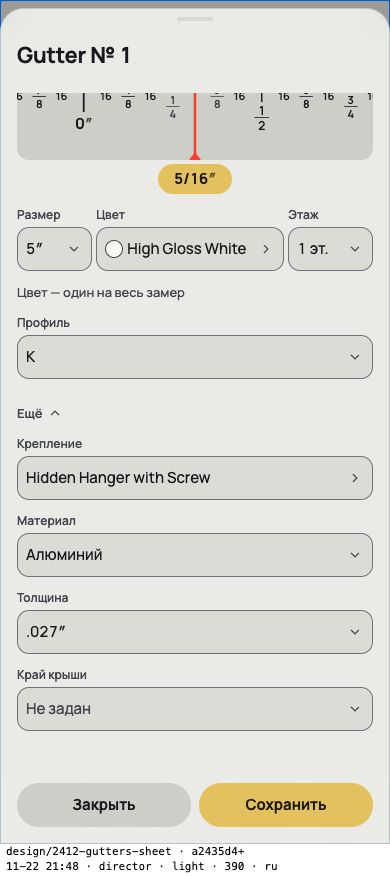 Gutter № 1
16 8 16 16 8 16 8 16 16 8 16
0″ 1/4 1/2 3/4
5/16″
Размер Цвет Этаж
5″ High Gloss White 1 эт.
Цвет — один на весь замер
Профиль
K
Ещё
Крепление
Hidden Hanger with Screw
Материал
Алюминий
Толщина
.027″
Край крыши
Не задан
Закрыть Сохранить
design/2412-gutters-sheet · a2435d4+
11-22 21:48 · director · light · 390 · ru